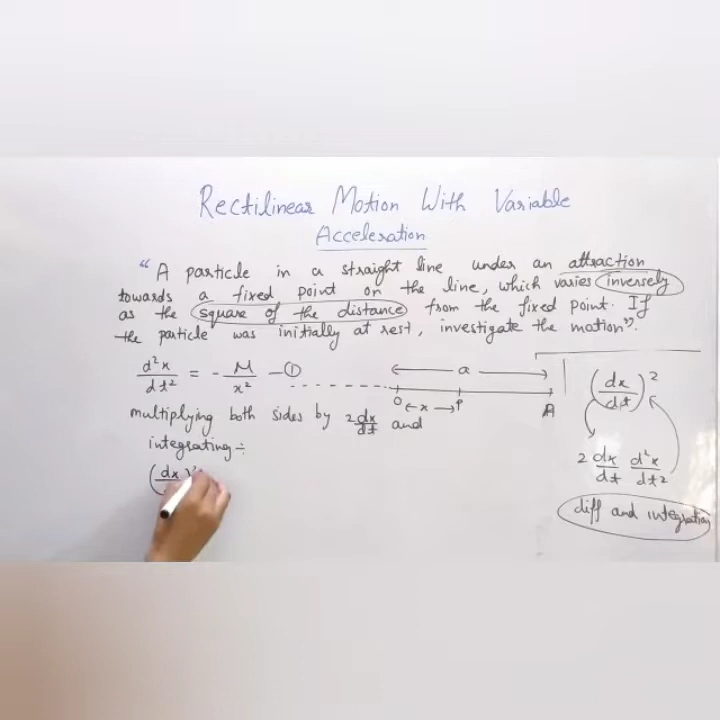 Rectilinear Motion With Variable
Acceleration
"A particle in a straight line under an attraction
towards a fixed point on the line, which varies inversely
as the square of the distance from the fixed point. If
the particle was initially at rest, investigate the motion".
d²x/dt² = - M/x² —①
a
O x P A
multiplying both sides by 2dx/dt and
integrating ÷
(dx
(dx/dt)²
2 dx/dt d²x/dt²
diff and integration